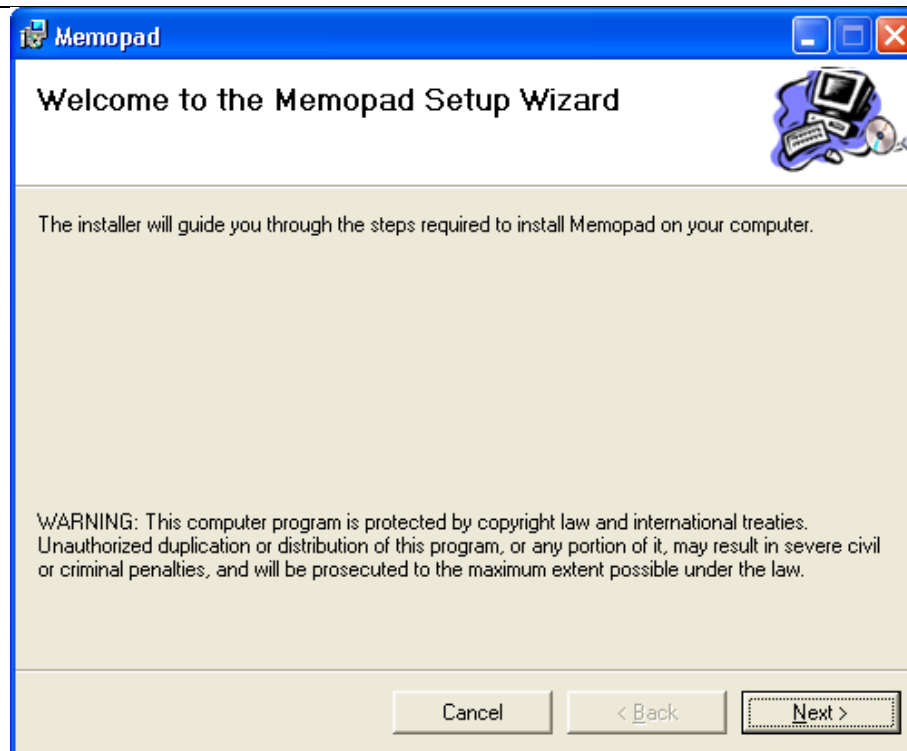 Memopad
Welcome to the Memopad Setup Wizard
The installer will guide you through the steps required to install Memopad on your computer.
WARNING: This computer program is protected by copyright law and international treaties.
Unauthorized duplication or distribution of this program, or any portion of it, may result in severe civil
or criminal penalties, and will be prosecuted to the maximum extent possible under the law.
Cancel
< Back
Next >